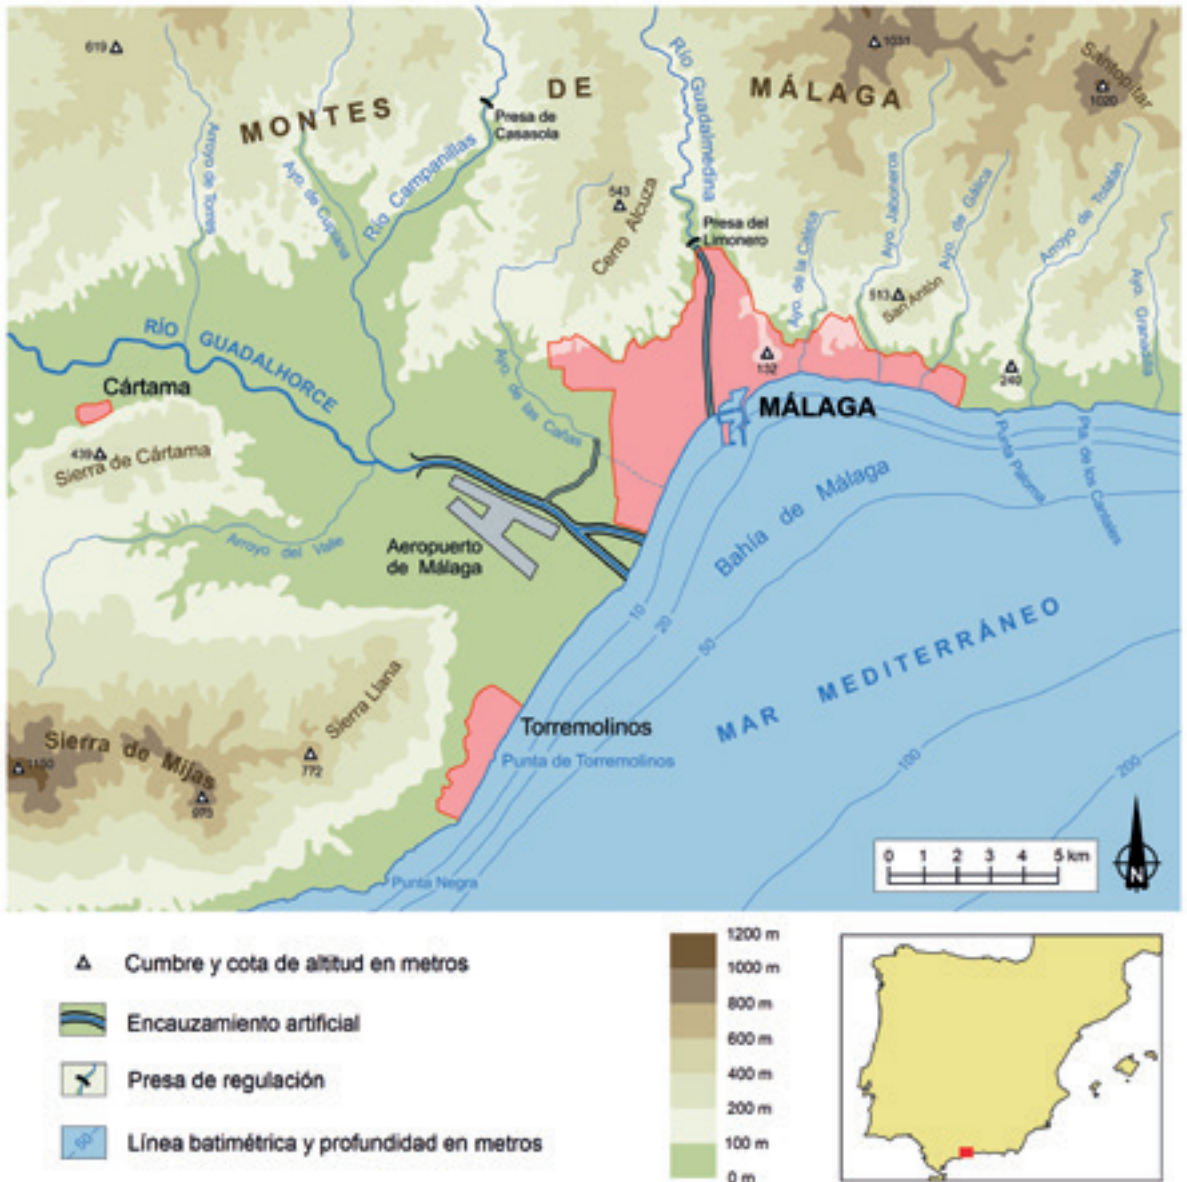 619
1031
Santopitar
1020
MONTES DE MÁLAGA
Presa de
Casasola
Río Guadalmedina
Arroyo de Torres
Ayo. de Cupiana
Río Campanillas
543
Cerro Alcuza
Presa del
Limonero
Ayo. de la Caleta
Ayo. Jaboneros
Ayo. de Gálica
Arroyo de Totalán
Ayo. Granadilla
513
San Antón
RÍO GUADALHORCE
Cártama
439
Sierra de Cártama
Ayo. de las Cañas
132
240
MÁLAGA
Punta Paloma
Pta. de los Cantales
Bahía de Málaga
Arroyo del Valle
Aeropuerto
de Málaga
10
20
50
MAR MEDITERRÁNEO
Sierra Llana
Sierra de Mijas
1100
772
Torremolinos
Punta de Torremolinos
100
200
Punta Negra
0 1 2 3 4 5 km
N
Cumbre y cota de altitud en metros
Encauzamiento artificial
Presa de regulación
50
Línea batimétrica y profundidad en metros
1200 m
1000 m
800 m
600 m
400 m
200 m
100 m
0 m